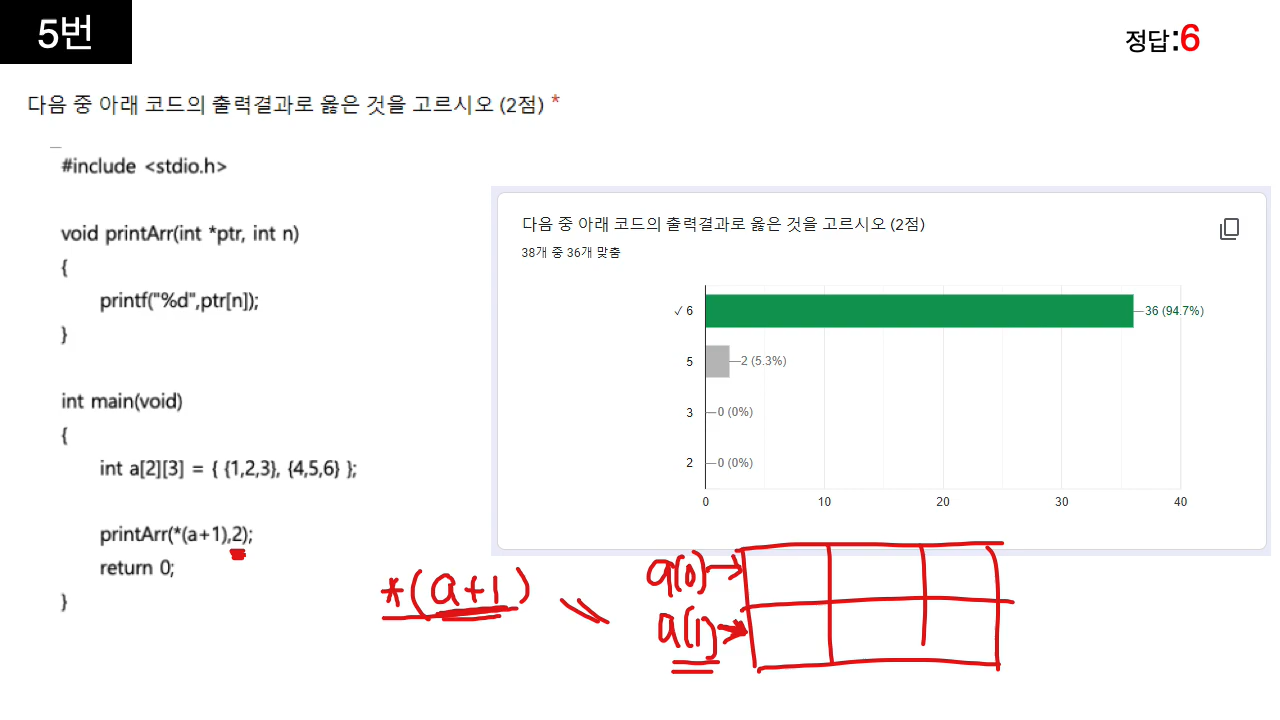 5번
정답:6
다음 중 아래 코드의 출력결과로 옳은 것을 고르시오 (2점) *
#include <stdio.h>
void printArr(int *ptr, int n)
{
printf("%d",ptr[n]);
}
int main(void)
{
int a[2][3] = { {1,2,3}, {4,5,6} };
printArr(*(a+1),2);
return 0;
}
다음 중 아래 코드의 출력결과로 옳은 것을 고르시오 (2점)
38개 중 36개 맞춤
✓ 6
36 (94.7%)
5
2 (5.3%)
3
0 (0%)
2
0 (0%)
0 10 20 30 40
*(a+1)
a(0)
a(1)